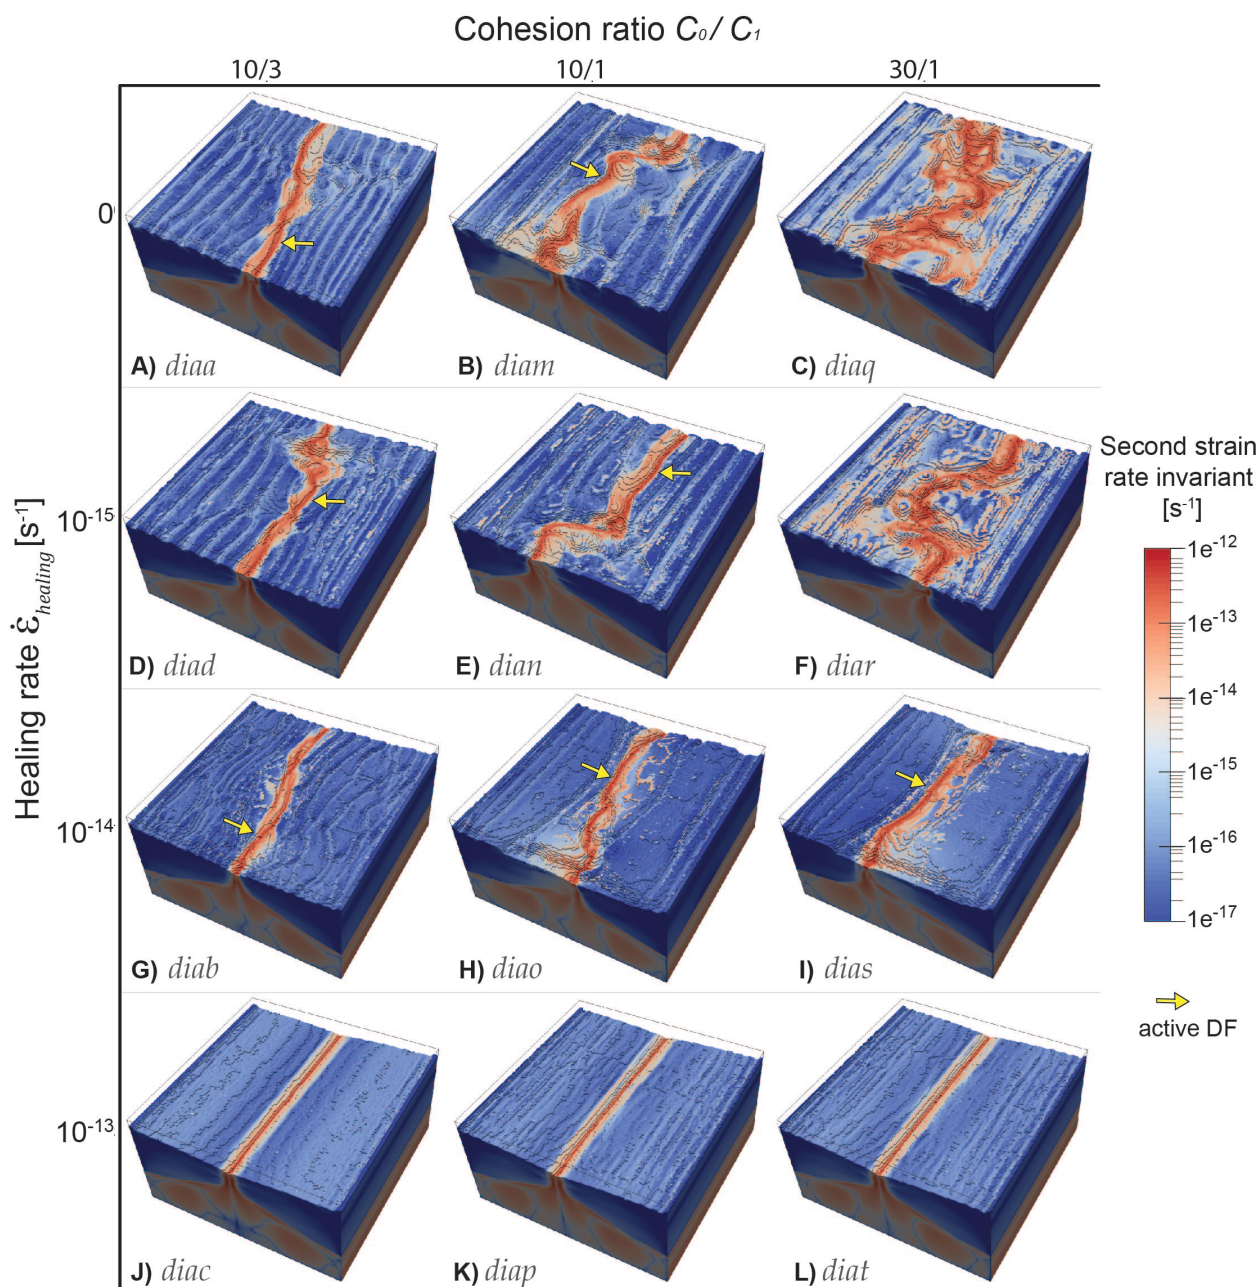 Cohesion ratio C₀ / C₁
10/3 10/1 30/1
0
A) diaa B) diam C) diaq
Second strain
rate invariant
[s⁻¹]
Healing rate ε̇healing [s⁻¹]
10⁻¹⁵
1e⁻¹²
1e⁻¹³
D) diad E) dian F) diar
1e⁻¹⁴
1e⁻¹⁵
10⁻¹⁴
1e⁻¹⁶
1e⁻¹⁷
G) diab H) diao I) dias
active DF
10⁻¹³
J) diac K) diap L) diat